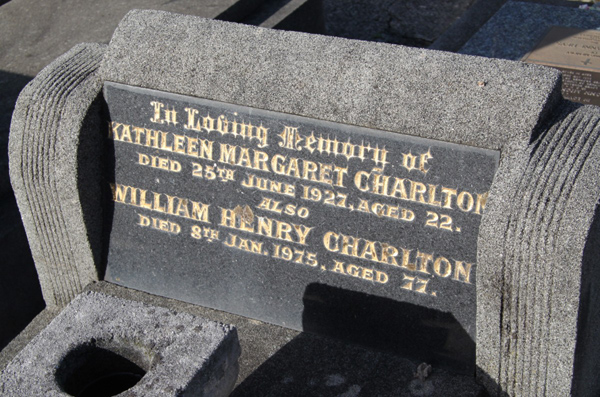 In Loving Memory of
KATHLEEN MARGARET CHARLTON
DIED 25TH JUNE 1927, AGED 22.
ALSO
WILLIAM HENRY CHARLTON
DIED 8TH JAN. 1975, AGED 77.